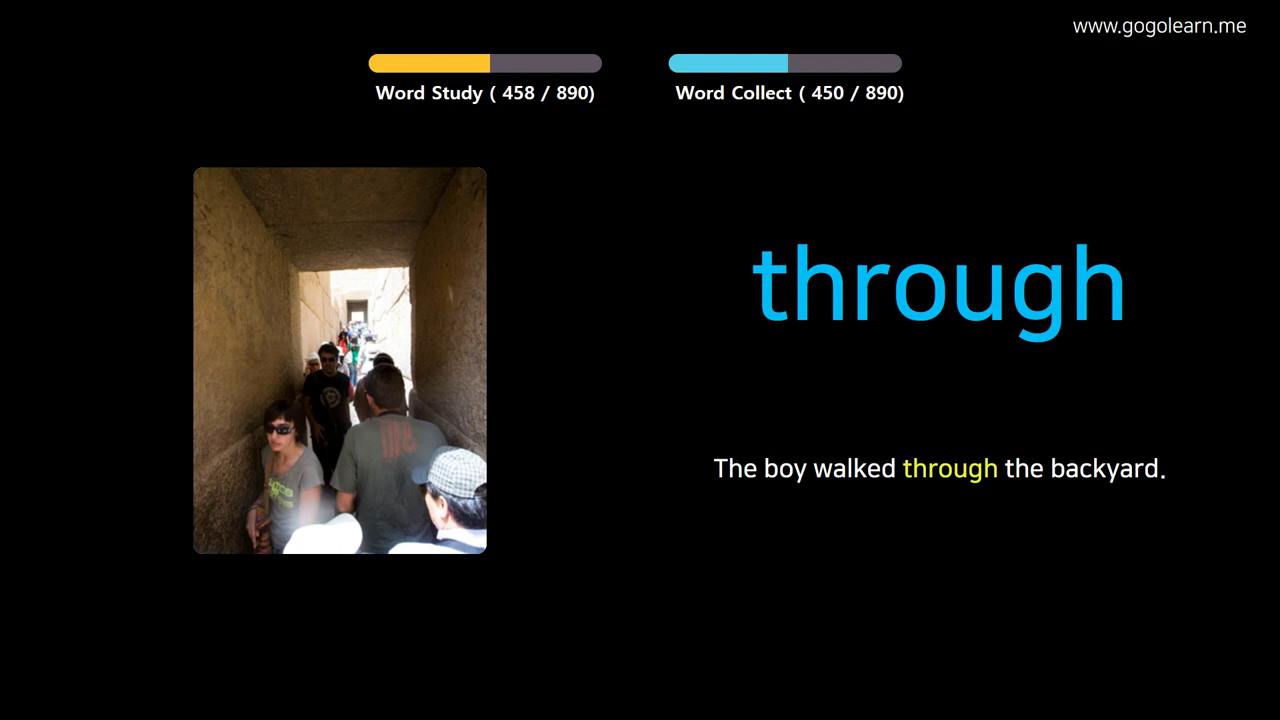 www.gogolearn.me
Word Study ( 458 / 890)
Word Collect ( 450 / 890)
through
The boy walked through the backyard.